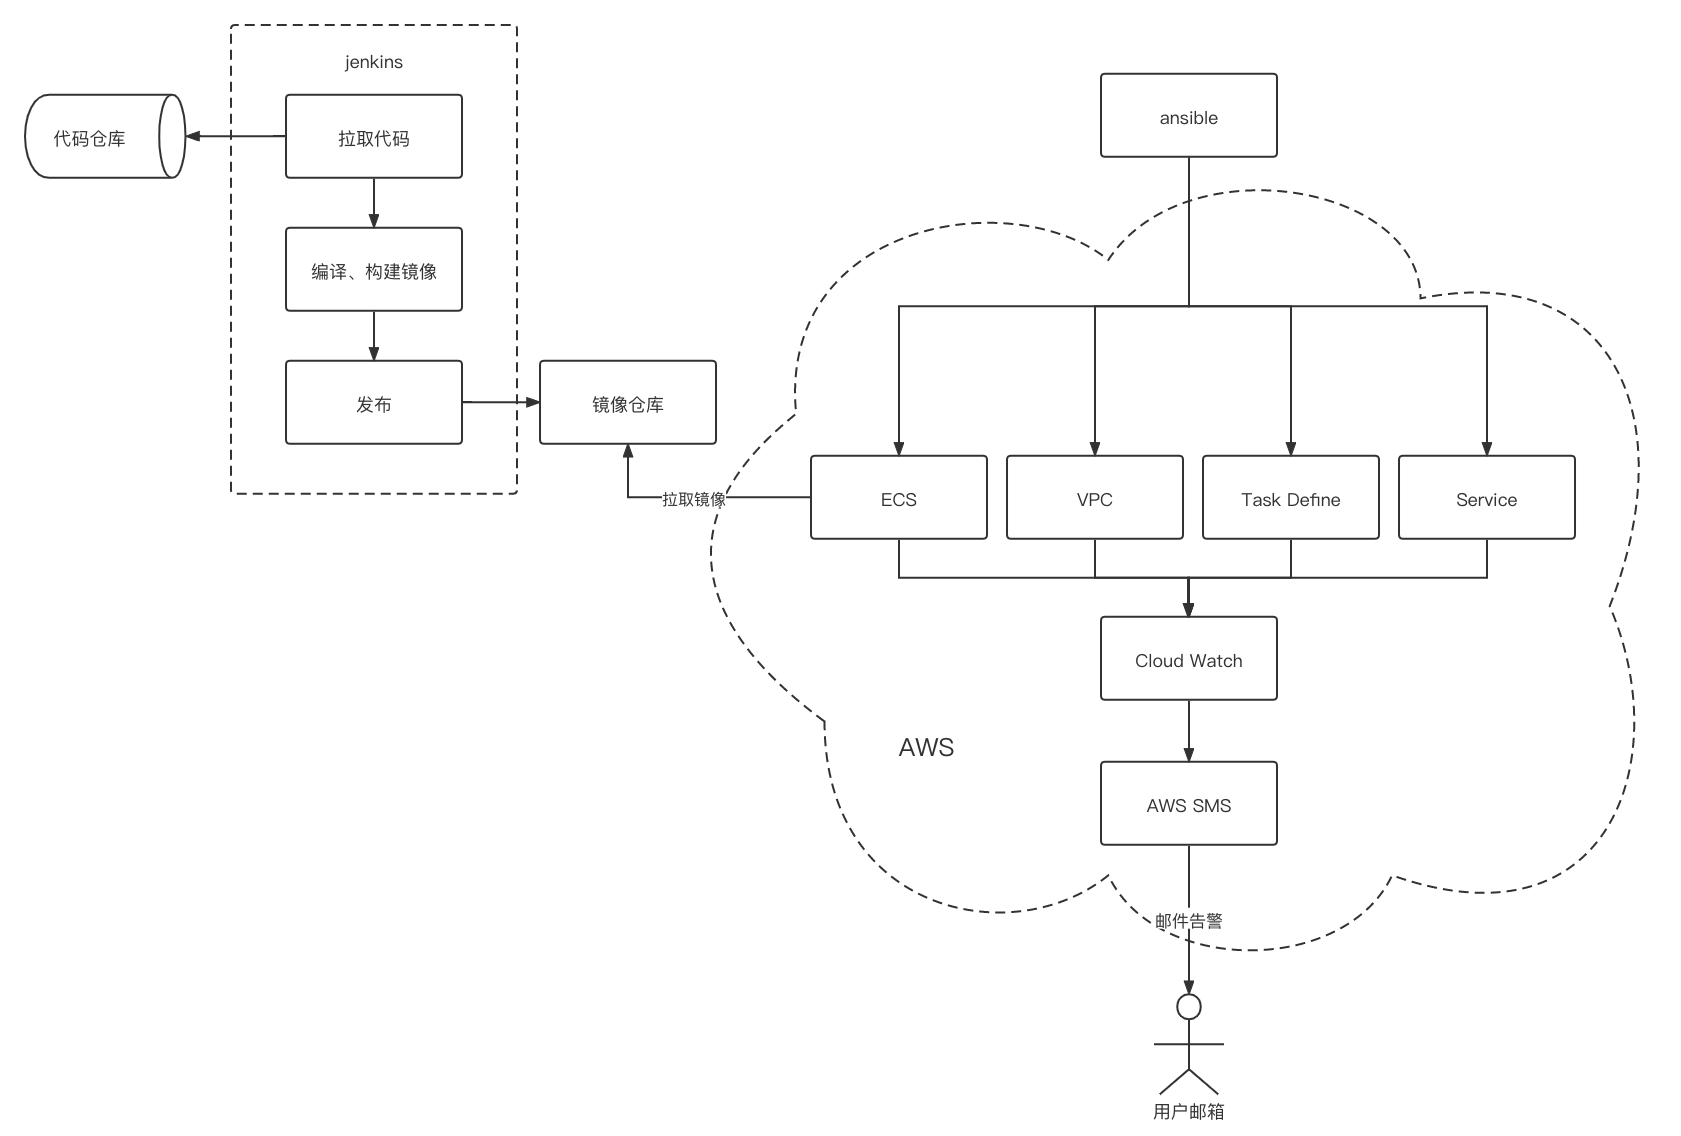 jenkins
代码仓库
拉取代码
编译、构建镜像
发布
镜像仓库
拉取镜像
ansible
ECS
VPC
Task Define
Service
Cloud Watch
AWS
AWS SMS
邮件告警
用户邮箱